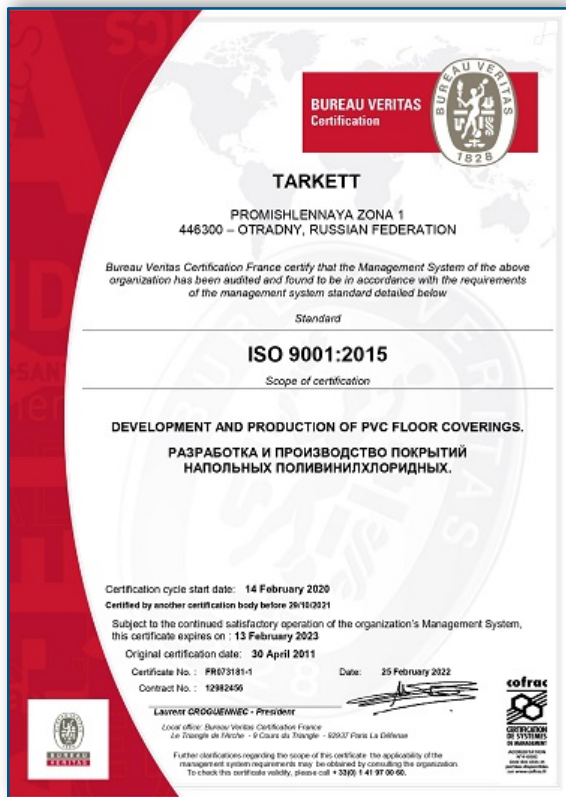 BUREAU VERITAS
Certification
BUREAU VERITAS
1828
TARKETT
PROMISHLENNAYA ZONA 1
446300 – OTRADNY, RUSSIAN FEDERATION
Bureau Veritas Certification France certify that the Management System of the above
organization has been audited and found to be in accordance with the requirements
of the management system standard detailed below
Standard
ISO 9001:2015
Scope of certification
DEVELOPMENT AND PRODUCTION OF PVC FLOOR COVERINGS.
РАЗРАБОТКА И ПРОИЗВОДСТВО ПОКРЫТИЙ
НАПОЛЬНЫХ ПОЛИВИНИЛХЛОРИДНЫХ.
Certification cycle start date: 14 February 2020
Certified by another certification body before 29/10/2021
Subject to the continued satisfactory operation of the organization's Management System,
this certificate expires on : 13 February 2023
Original certification date: 30 April 2011
Certificate No. : FR073181-1 Date: 25 February 2022
Contract No. : 12982456
Laurent CROGUENNEC - President
Local office: Bureau Veritas Certification France
Le Triangle de l'Arche - 9 Cours du Triangle - 92937 Paris La Défense
Further clarifications regarding the scope of this certificate the applicability of the
management system requirements may be obtained by consulting the organization.
To check this certificate validity, please call + 33(0) 1 41 97 00 60.
BUREAU
VERITAS
cofrac
CERTIFICATION
DE SYSTEMES
DE MANAGEMENT